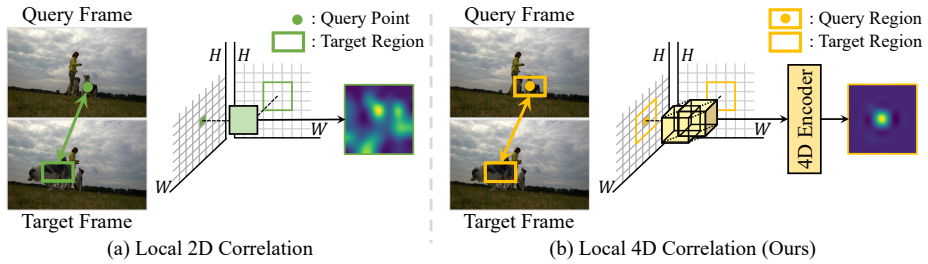 Query Frame
: Query Point
: Target Region
H
H
W
W
Target Frame
(a) Local 2D Correlation
Query Frame
: Query Region
: Target Region
H
H
W
W
4D Encoder
Target Frame
(b) Local 4D Correlation (Ours)